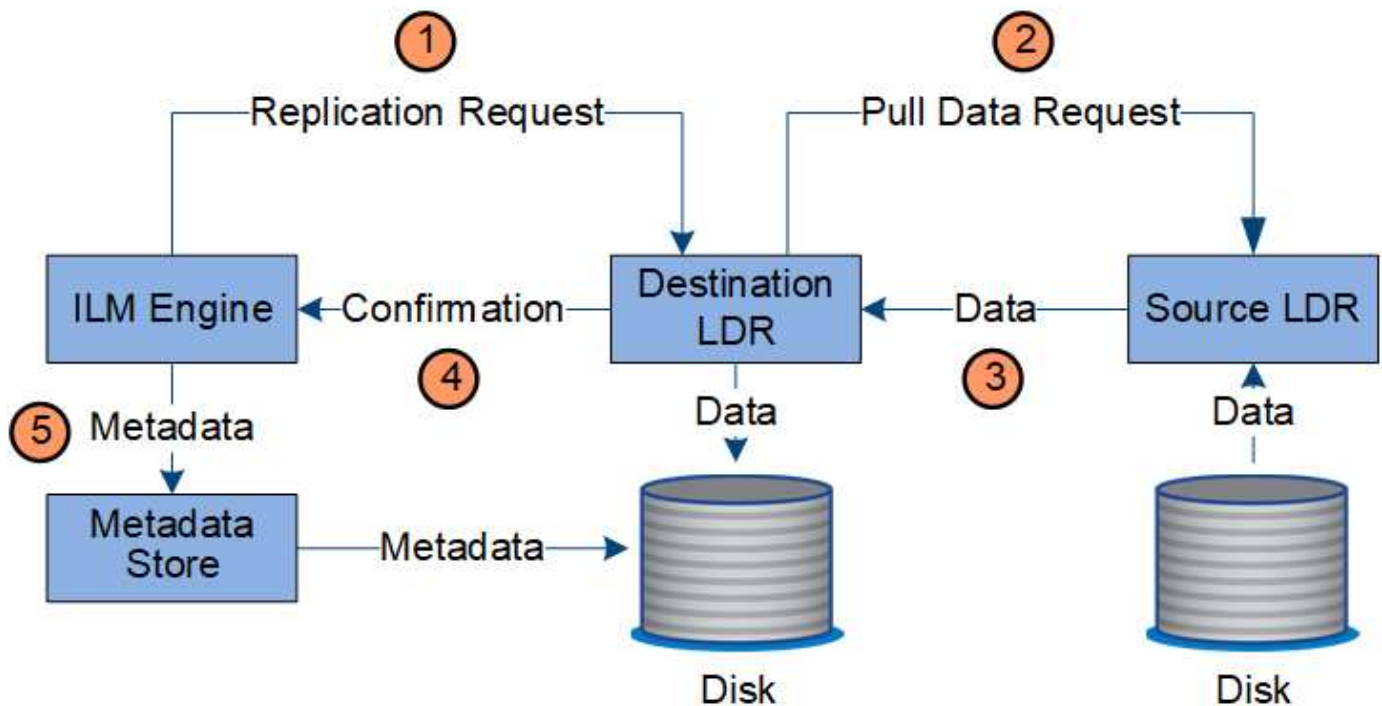 1
2
Replication Request
Pull Data Request
ILM Engine
Confirmation
Destination
LDR
Data
Source LDR
4
3
5
Metadata
Data
Data
Metadata
Store
Metadata
Disk
Disk